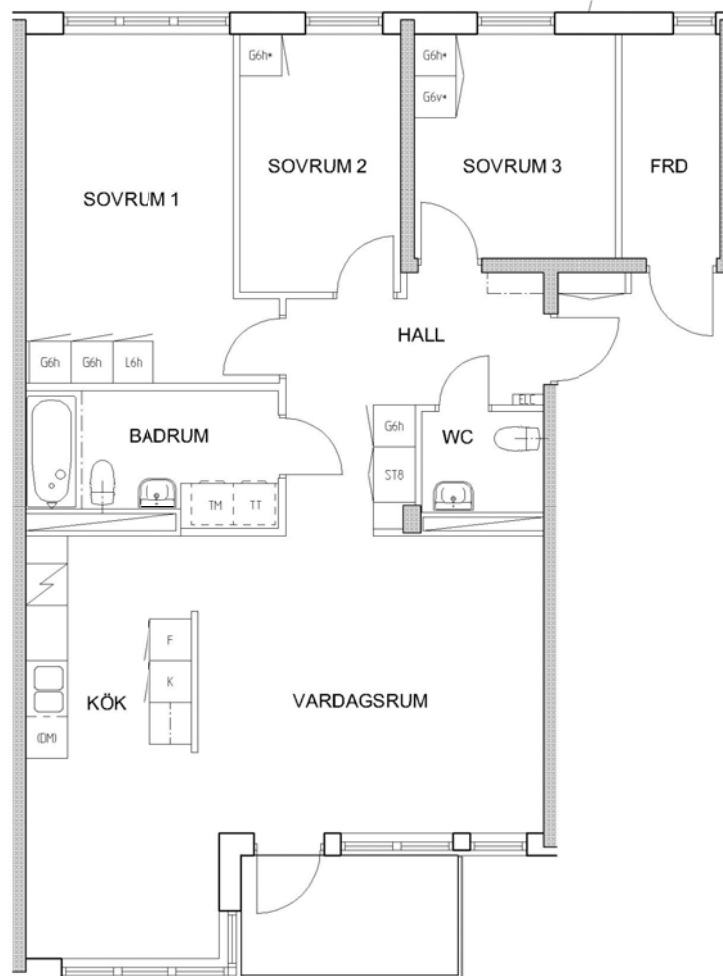 G6h*
G6h*
G6v*
SOVRUM 1
SOVRUM 2
SOVRUM 3
FRD
HALL
G6h
G6h
L6h
ELC
BADRUM
G6h
WC
ST8
TM
TT
F
K
KÖK
VARDAGSRUM
(DM)